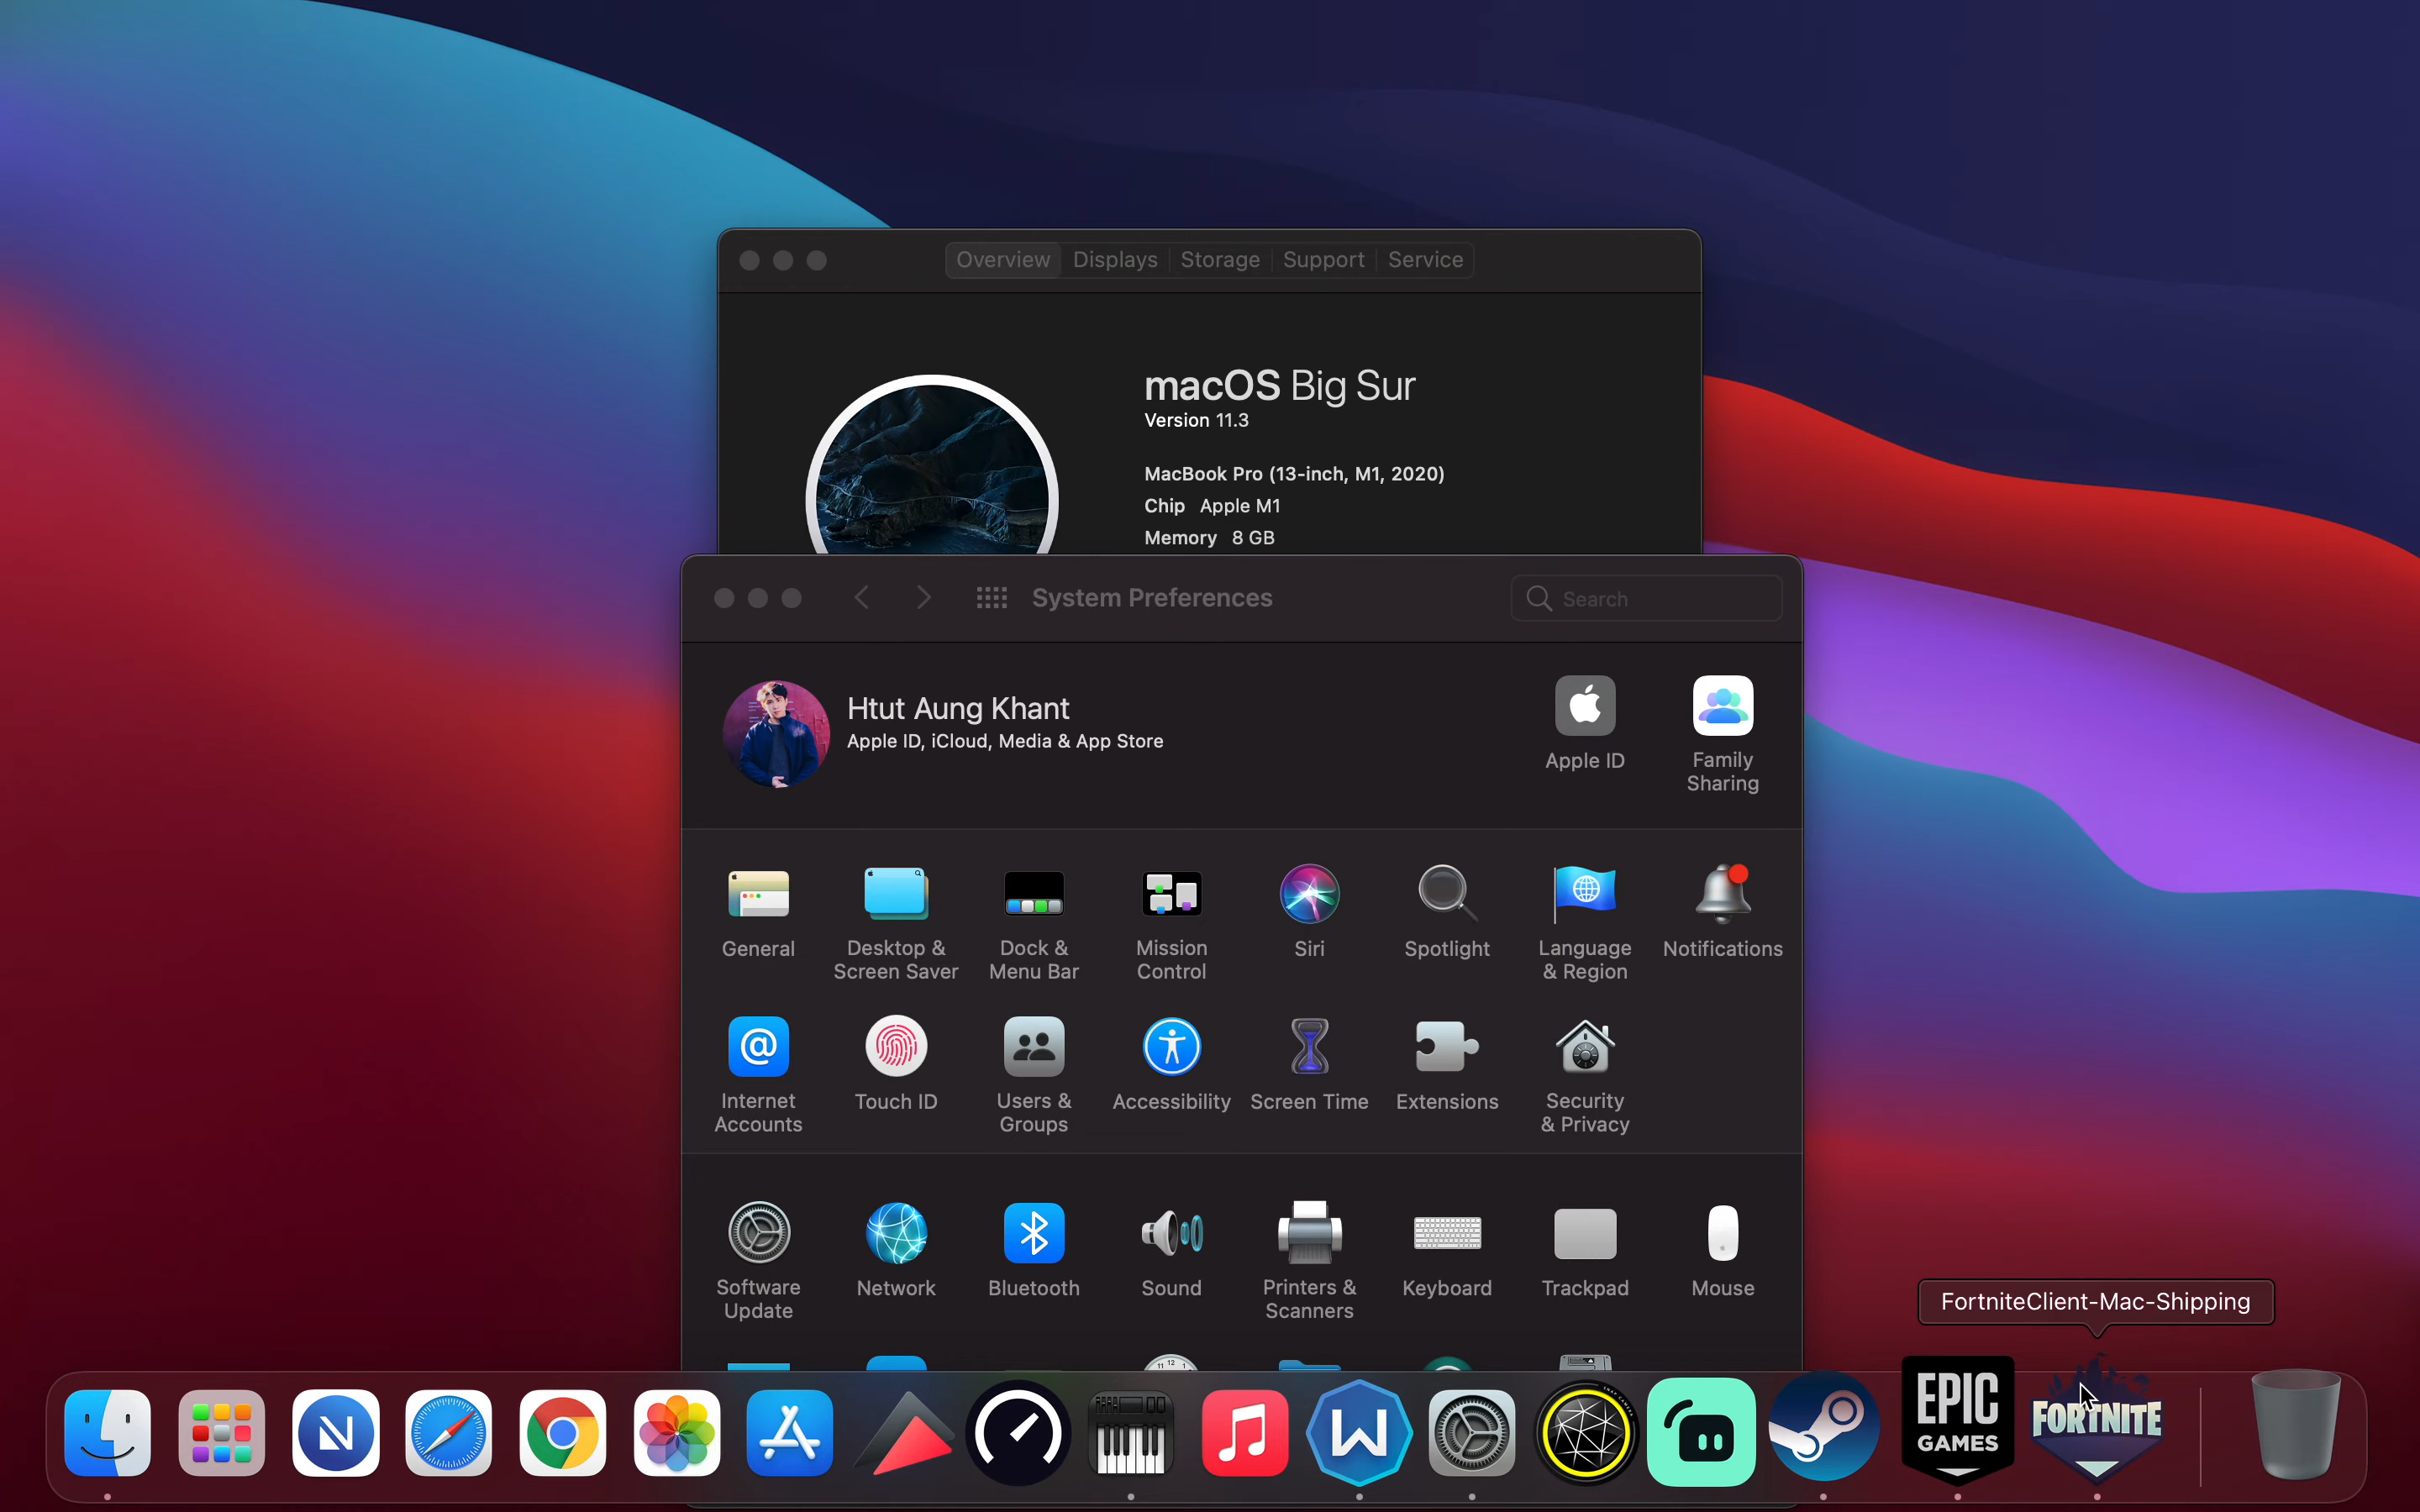 Overview Displays Storage Support Service
macOS Big Sur
Version 11.3
MacBook Pro (13-inch, M1, 2020)
Chip Apple M1
Memory 8 GB
System Preferences
Search
Htut Aung Khant
Apple ID, iCloud, Media & App Store
Apple ID
Family
Sharing
General
Desktop &
Screen Saver
Dock &
Menu Bar
Mission
Control
Siri
Spotlight
Language
& Region
Notifications
Internet
Accounts
Touch ID
Users &
Groups
Accessibility
Screen Time
Extensions
Security
& Privacy
Software
Update
Network
Bluetooth
Sound
Printers &
Scanners
Keyboard
Trackpad
Mouse
FortniteClient-Mac-Shipping
EPIC
GAMES
FORTNITE